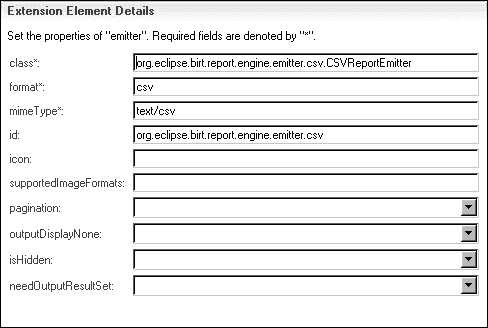 Extension Element Details
Set the properties of "emitter". Required fields are denoted by "*".
class*: org.eclipse.birt.report.engine.emitter.csv.CSVReportEmitter
format*: csv
mimeType*: text/csv
id: org.eclipse.birt.report.engine.emitter.csv
icon:
supportedImageFormats:
pagination:
outputDisplayNone:
isHidden:
needOutputResultSet: